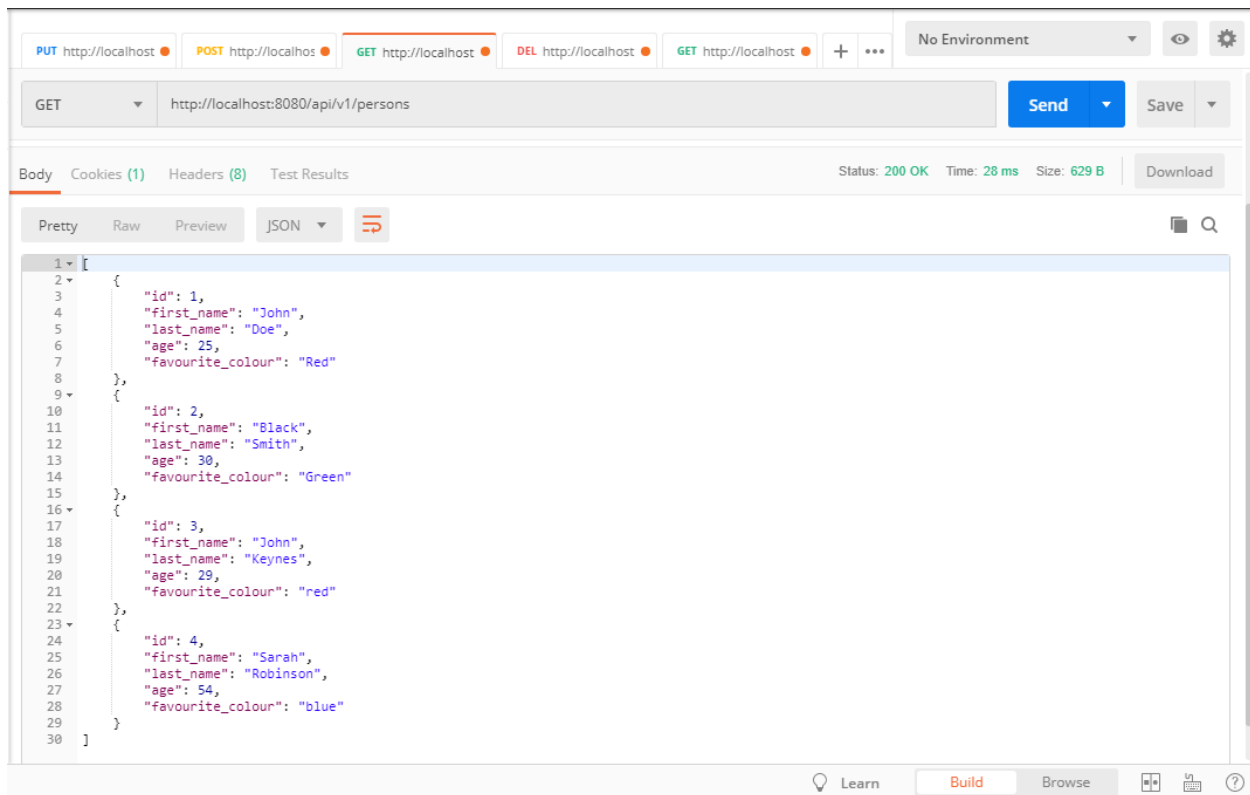 PUT http://localhost POST http://localhos GET http://localhost DEL http://localhost GET http://localhost + ••• No Environment
GET http://localhost:8080/api/v1/persons Send Save
Body Cookies (1) Headers (8) Test Results Status: 200 OK Time: 28 ms Size: 629 B Download
Pretty Raw Preview JSON
1 [
2 {
3 "id": 1,
4 "first_name": "John",
5 "last_name": "Doe",
6 "age": 25,
7 "favourite_colour": "Red"
8 },
9 {
10 "id": 2,
11 "first_name": "Black",
12 "last_name": "Smith",
13 "age": 30,
14 "favourite_colour": "Green"
15 },
16 {
17 "id": 3,
18 "first_name": "John",
19 "last_name": "Keynes",
20 "age": 29,
21 "favourite_colour": "red"
22 },
23 {
24 "id": 4,
25 "first_name": "Sarah",
26 "last_name": "Robinson",
27 "age": 54,
28 "favourite_colour": "blue"
29 }
30 ]
Learn Build Browse ?